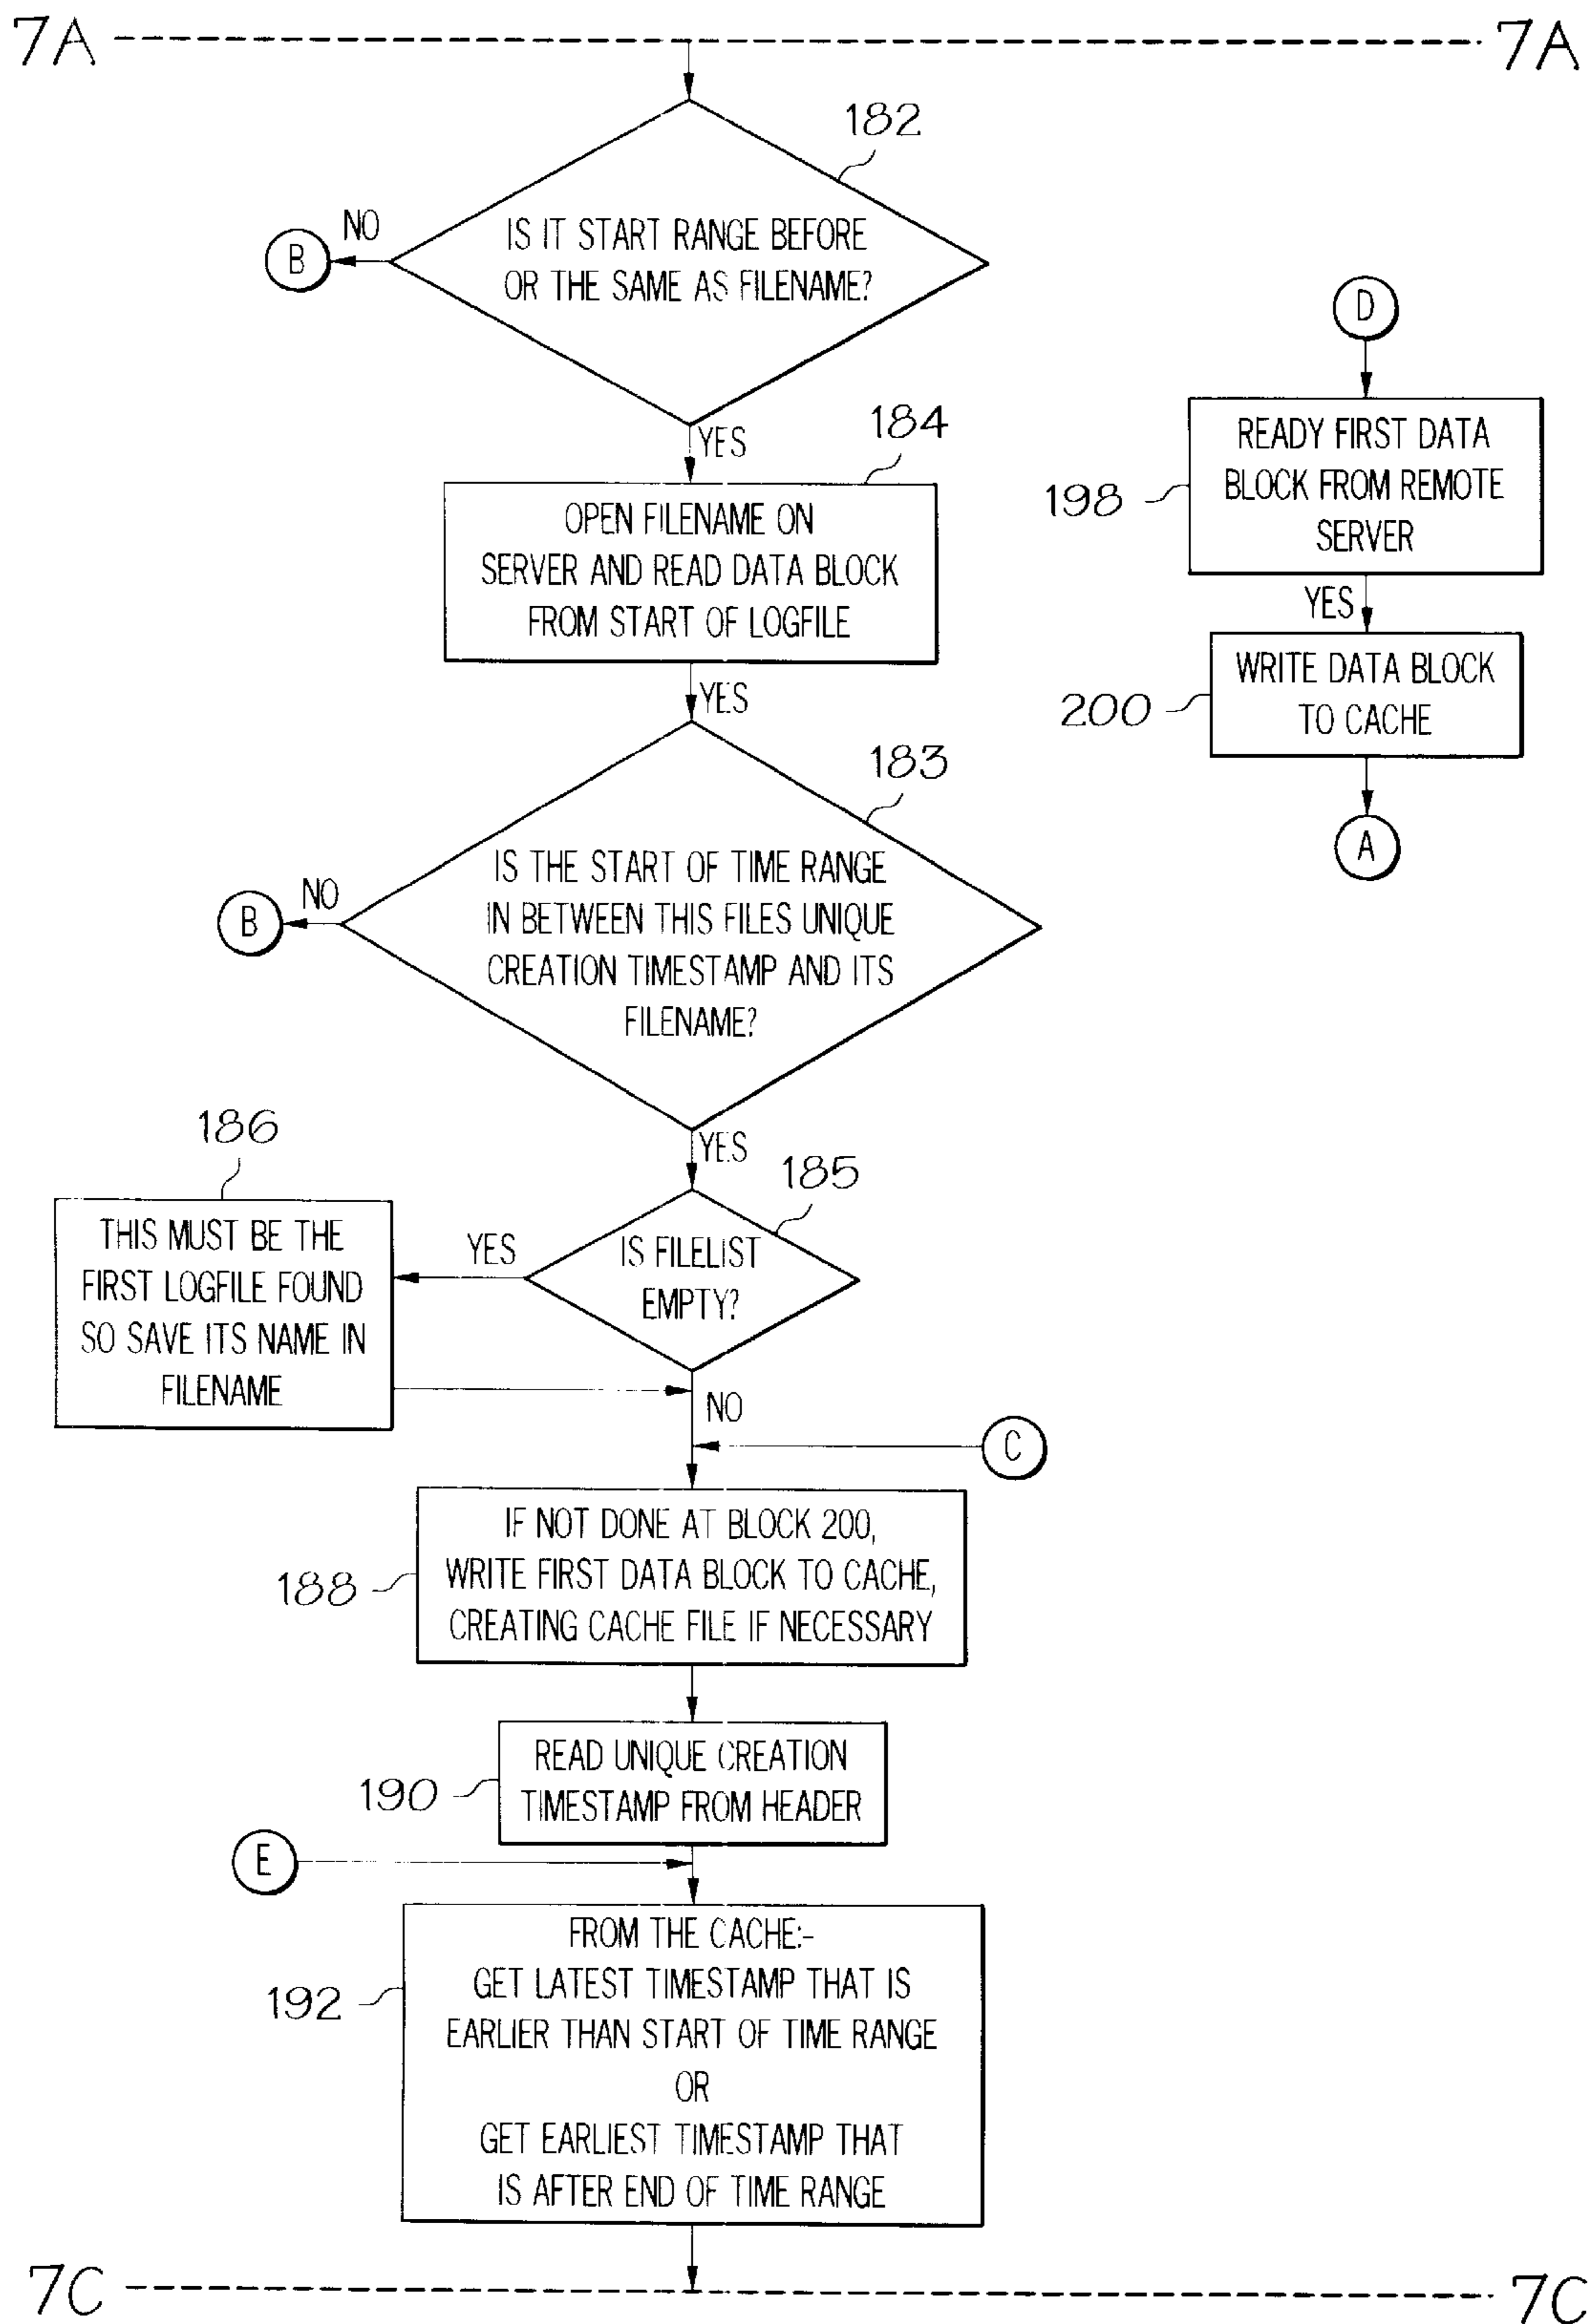 7A
7A
182
NO
B
IS IT START RANGE BEFORE
OR THE SAME AS FILENAME?
YES
184
OPEN FILENAME ON
SERVER AND READ DATA BLOCK
FROM START OF LOGFILE
YES
183
NO
B
IS THE START OF TIME RANGE
IN BETWEEN THIS FILES UNIQUE
CREATION TIMESTAMP AND ITS
FILENAME?
YES
185
IS FILELIST
EMPTY?
YES
186
THIS MUST BE THE
FIRST LOGFILE FOUND
SO SAVE ITS NAME IN
FILENAME
NO
C
188
IF NOT DONE AT BLOCK 200,
WRITE FIRST DATA BLOCK TO CACHE,
CREATING CACHE FILE IF NECESSARY
190
READ UNIQUE CREATION
TIMESTAMP FROM HEADER
E
192
FROM THE CACHE:-
GET LATEST TIMESTAMP THAT IS
EARLIER THAN START OF TIME RANGE
OR
GET EARLIEST TIMESTAMP THAT
IS AFTER END OF TIME RANGE
D
198
READY FIRST DATA
BLOCK FROM REMOTE
SERVER
YES
200
WRITE DATA BLOCK
TO CACHE
A
7C
7C